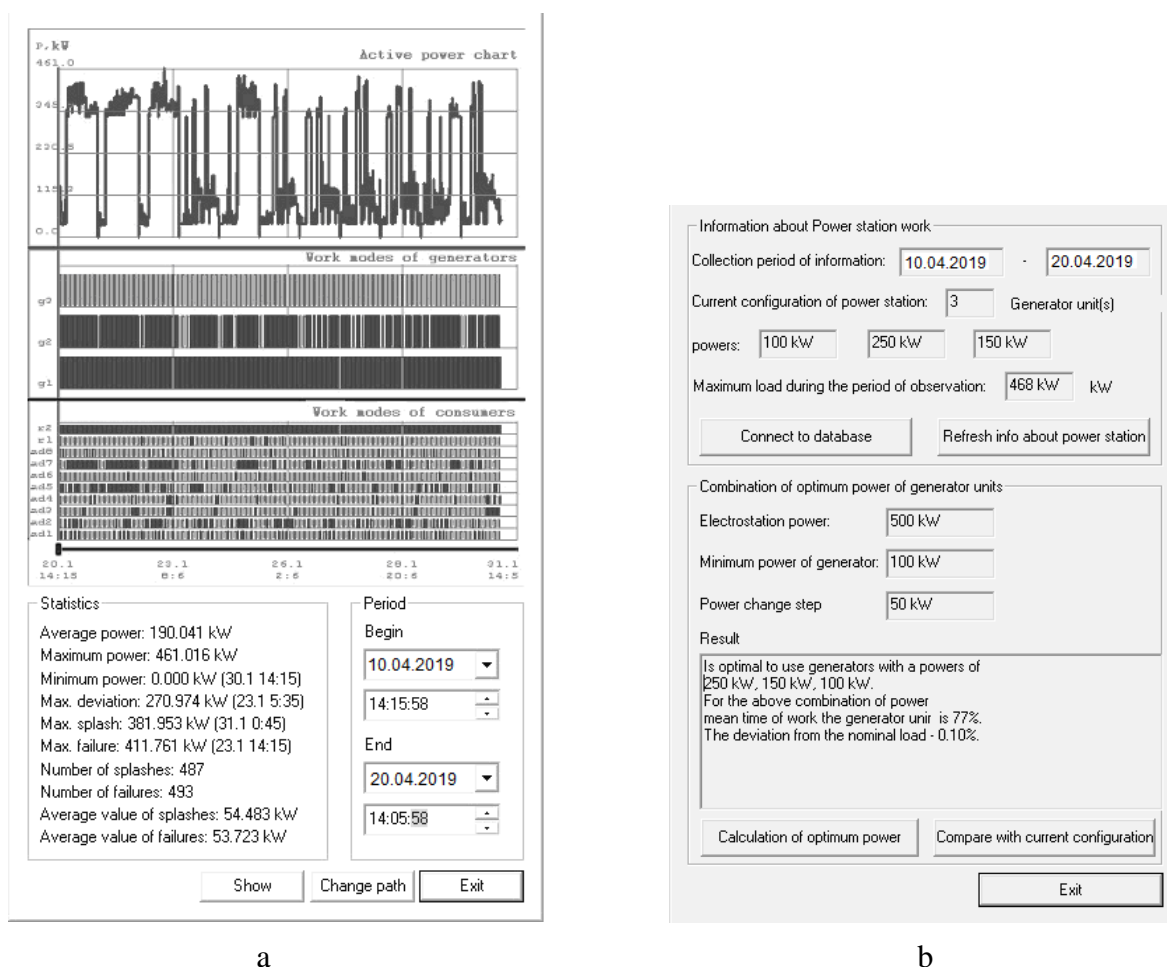 P,kW
Active power chart
461.0
345.
230.5
115.2
0.0
Work modes of generators
g3
g2
g1
Work modes of consumers
r2
r1
ad8
ad7
ad6
ad5
ad4
ad3
ad2
ad1
20.1 23.1 26.1 28.1 31.1
14:15 8:6 2:6 20:6 14:5
Statistics
Average power: 190.041 kW
Maximum power: 461.016 kW
Minimum power: 0.000 kW (30.1 14:15)
Max. deviation: 270.974 kW (23.1 5:35)
Max. splash: 381.953 kW (31.1 0:45)
Max. failure: 411.761 kW (23.1 14:15)
Number of splashes: 487
Number of failures: 493
Average value of splashes: 54.483 kW
Average value of failures: 53.723 kW
Period
Begin
10.04.2019
14:15:58
End
20.04.2019
14:05:58
Show Change path Exit
a
Information about Power station work
Collection period of information: 10.04.2019 - 20.04.2019
Current configuration of power station: 3 Generator unit(s)
powers: 100 kW 250 kW 150 kW
Maximum load during the period of observation: 468 kW kW
Connect to database Refresh info about power station
Combination of optimum power of generator units
Electrostation power: 500 kW
Minimum power of generator: 100 kW
Power change step 50 kW
Result
Is optimal to use generators with a powers of
250 kW, 150 kW, 100 kW.
For the above combination of power
mean time of work the generator unir is 77%.
The deviation from the nominal load - 0.10%.
Calculation of optimum power Compare with current configuration
Exit
b